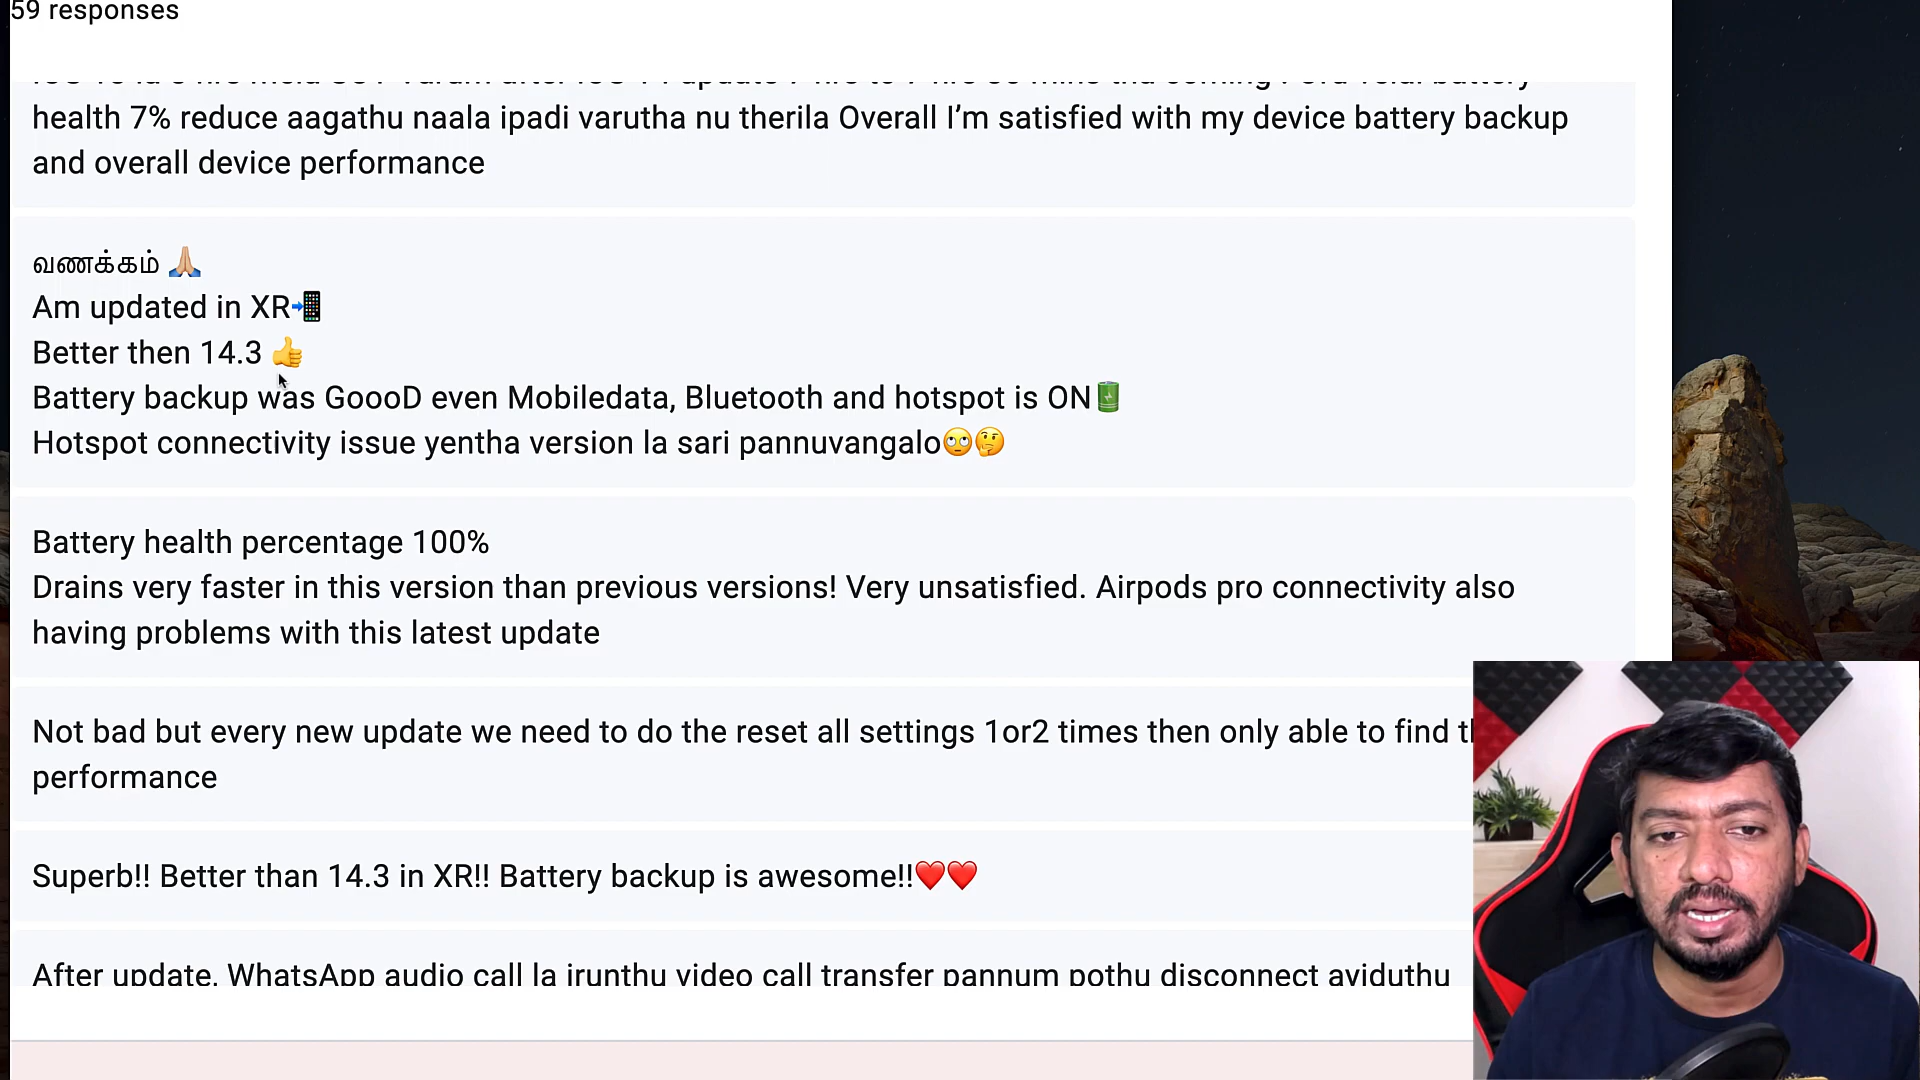 59 responses
health 7% reduce aagathu naala ipadi varutha nu therila Overall I’m satisfied with my device battery backup
and overall device performance
வணக்கம் 🙏🏼
Am updated in XR📲
Better then 14.3 👍
Battery backup was GoooD even Mobiledata, Bluetooth and hotspot is ON🔋
Hotspot connectivity issue yentha version la sari pannuvangalo🙄🤔
Battery health percentage 100%
Drains very faster in this version than previous versions! Very unsatisfied. Airpods pro connectivity also
having problems with this latest update
Not bad but every new update we need to do the reset all settings 1or2 times then only able to find
performance
Superb!! Better than 14.3 in XR!! Battery backup is awesome!!❤️❤️
After update, WhatsApp audio call la irunthu video call transfer pannum pothu disconnect aviduthu